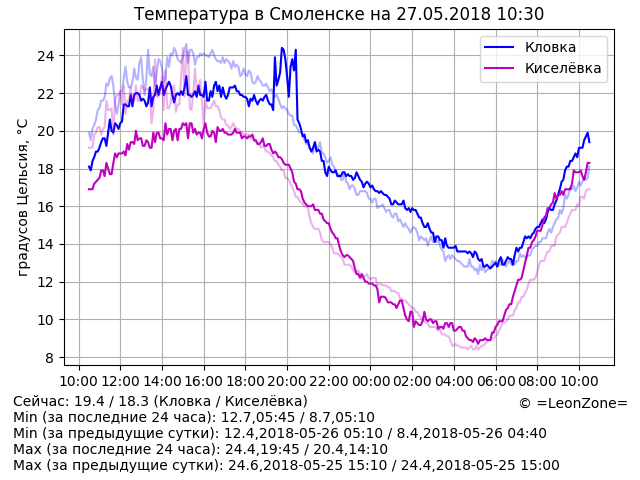 Температура в Смоленске на 27.05.2018 10:30
Кловка
Киселёвка
градусов Цельсия, °C
24
22
20
18
16
14
12
10
8
10:00 12:00 14:00 16:00 18:00 20:00 22:00 00:00 02:00 04:00 06:00 08:00 10:00
Сейчас: 19.4 / 18.3 (Кловка / Киселёвка)
© =LeonZone=
Min (за последние 24 часа): 12.7,05:45 / 8.7,05:10
Min (за предыдущие сутки): 12.4,2018-05-26 05:10 / 8.4,2018-05-26 04:40
Max (за последние 24 часа): 24.4,19:45 / 20.4,14:10
Max (за предыдущие сутки): 24.6,2018-05-25 15:10 / 24.4,2018-05-25 15:00